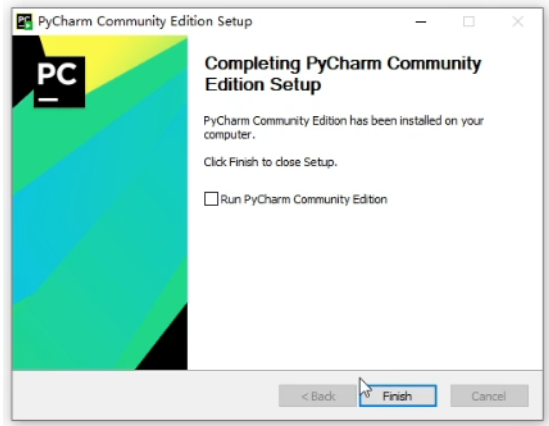 PyCharm Community Edition Setup
PC
Completing PyCharm Community
Edition Setup
PyCharm Community Edition has been installed on your
computer.
Click Finish to close Setup.
Run PyCharm Community Edition
< Back
Finish
Cancel